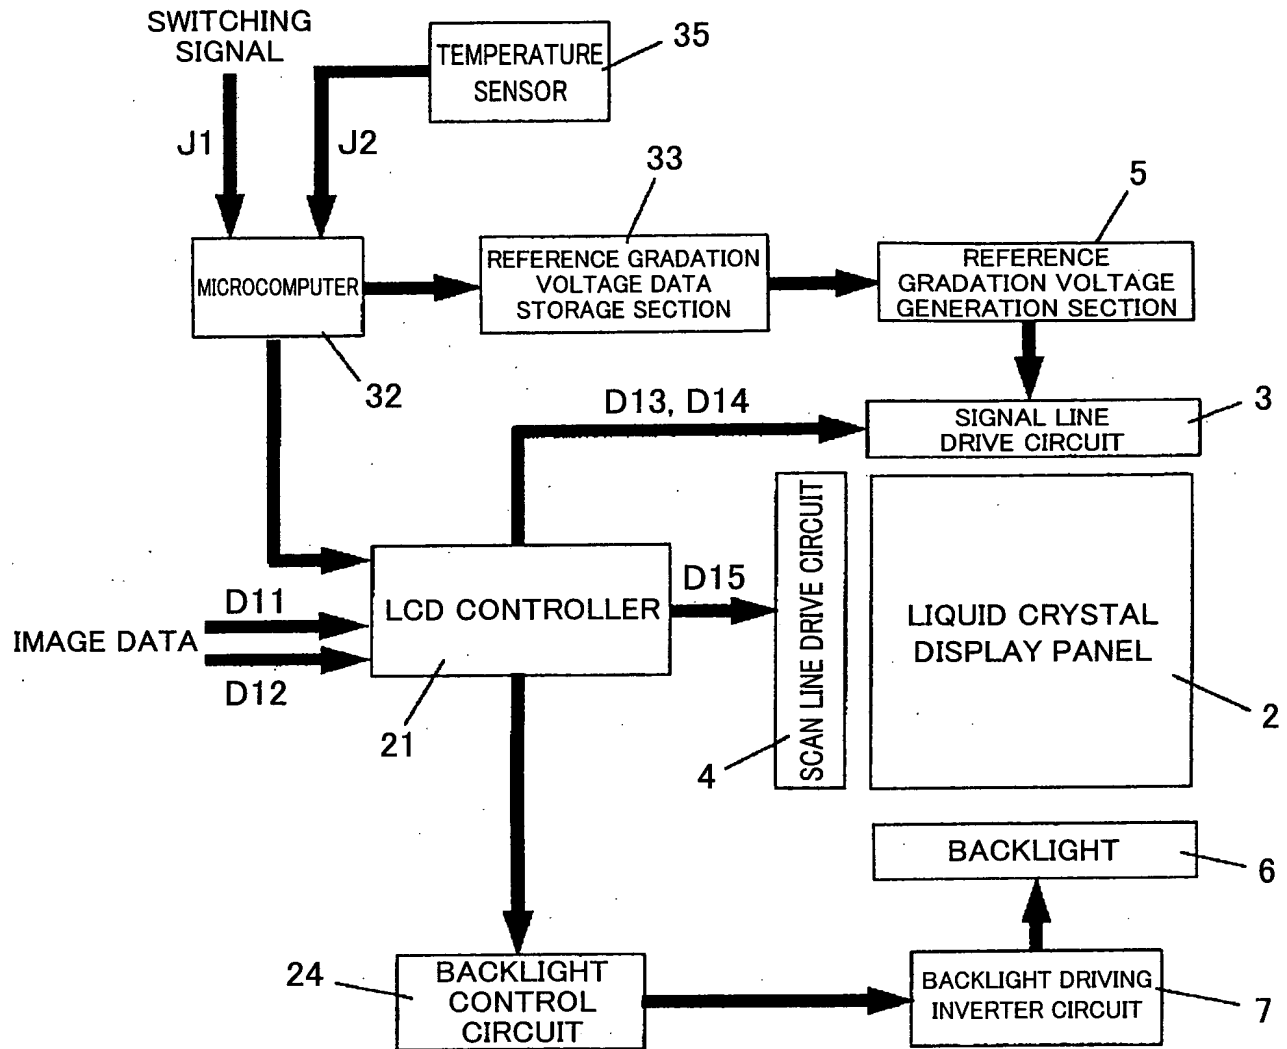 SWITCHING
SIGNAL
TEMPERATURE
SENSOR
35
J1
J2
33
5
MICROCOMPUTER
REFERENCE GRADATION
VOLTAGE DATA
STORAGE SECTION
REFERENCE
GRADATION VOLTAGE
GENERATION SECTION
32
D13, D14
SIGNAL LINE
DRIVE CIRCUIT
3
IMAGE DATA
D11
D12
LCD CONTROLLER
21
D15
SCAN LINE DRIVE CIRCUIT
4
LIQUID CRYSTAL
DISPLAY PANEL
2
BACKLIGHT
6
24
BACKLIGHT
CONTROL
CIRCUIT
BACKLIGHT DRIVING
INVERTER CIRCUIT
7